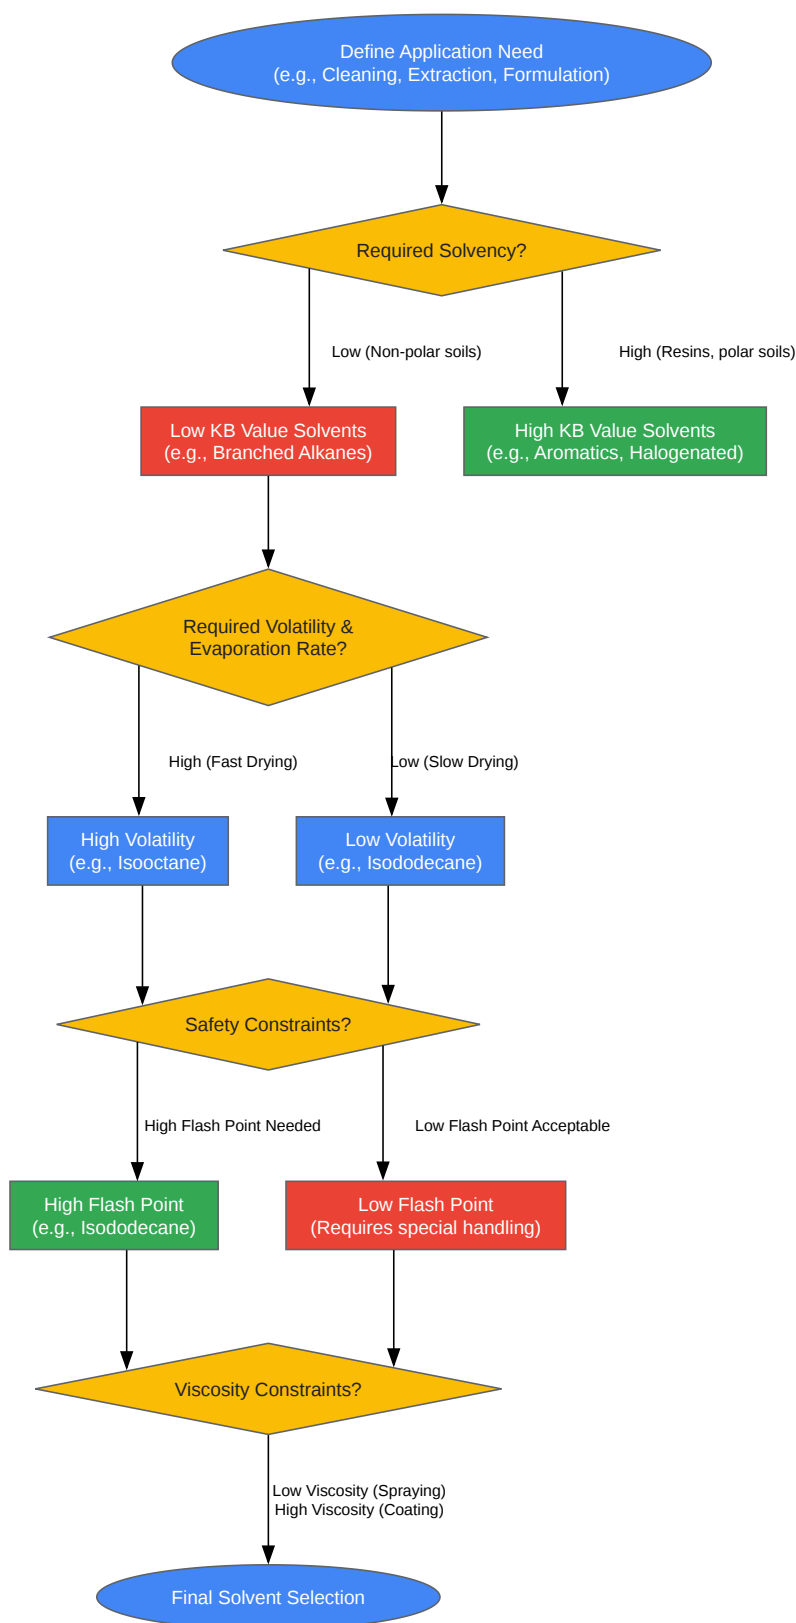 Define Application Need
(e.g., Cleaning, Extraction, Formulation)
Required Solvency?
Low (Non-polar soils)
High (Resins, polar soils)
Low KB Value Solvents
(e.g., Branched Alkanes)
High KB Value Solvents
(e.g., Aromatics, Halogenated)
Required Volatility &
Evaporation Rate?
High (Fast Drying)
Low (Slow Drying)
High Volatility
(e.g., Isooctane)
Low Volatility
(e.g., Isododecane)
Safety Constraints?
High Flash Point Needed
Low Flash Point Acceptable
High Flash Point
(e.g., Isododecane)
Low Flash Point
(Requires special handling)
Viscosity Constraints?
Low Viscosity (Spraying)
High Viscosity (Coating)
Final Solvent Selection